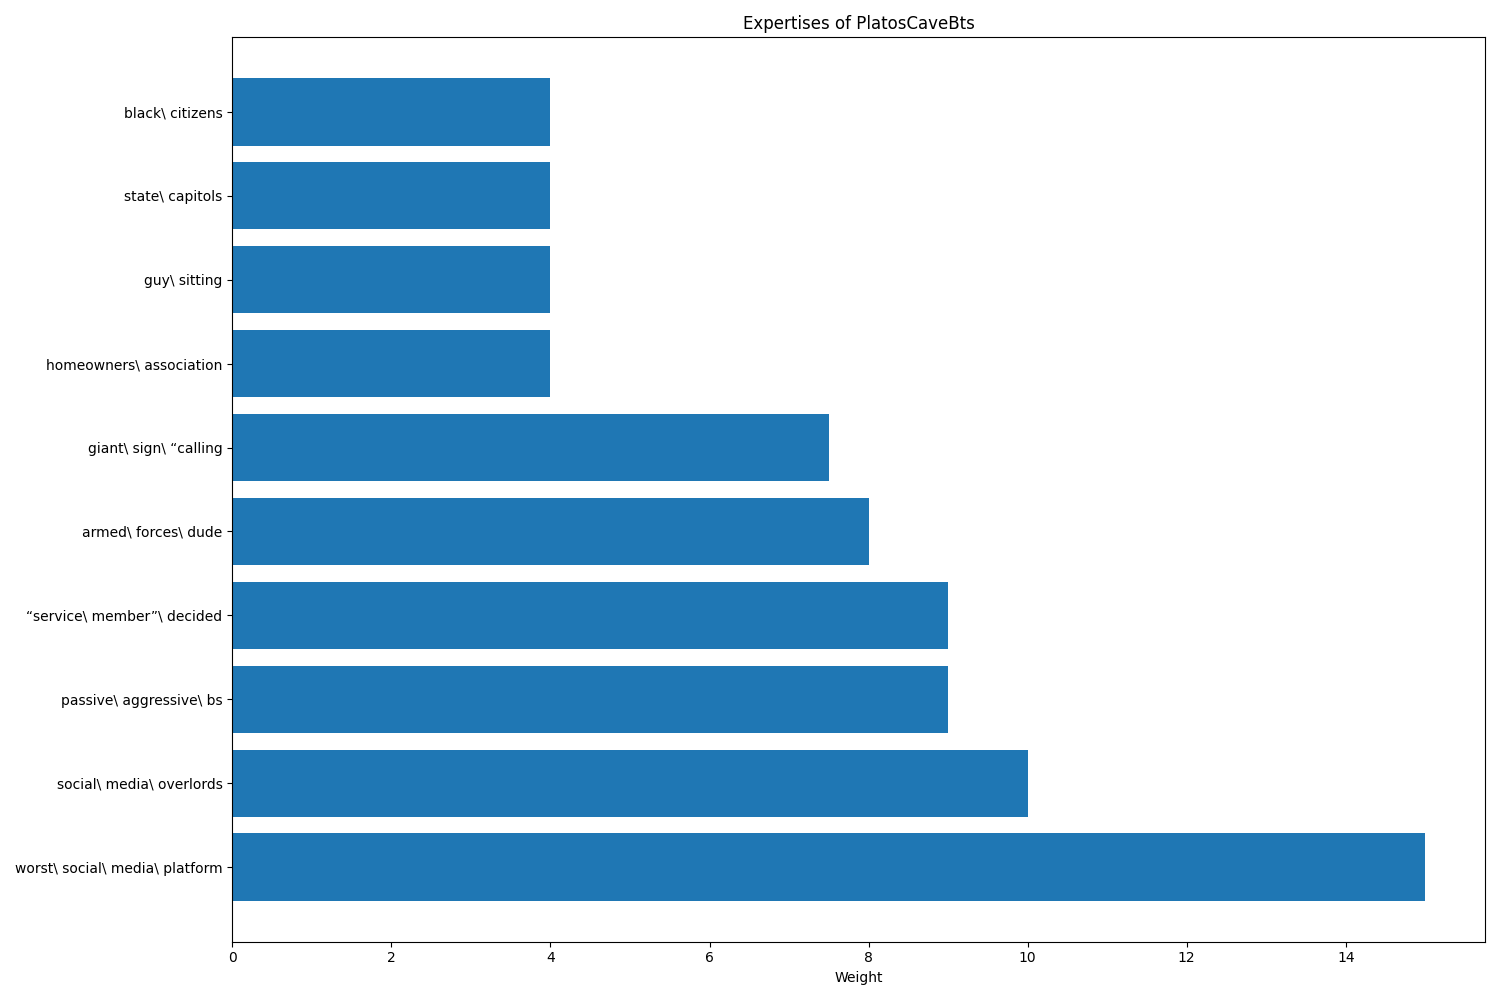 Expertises of PlatosCaveBts
black\ citizens
state\ capitols
guy\ sitting
homeowners\ association
giant\ sign\ “calling
armed\ forces\ dude
“service\ member”\ decided
passive\ aggressive\ bs
social\ media\ overlords
worst\ social\ media\ platform
0 2 4 6 8 10 12 14
Weight